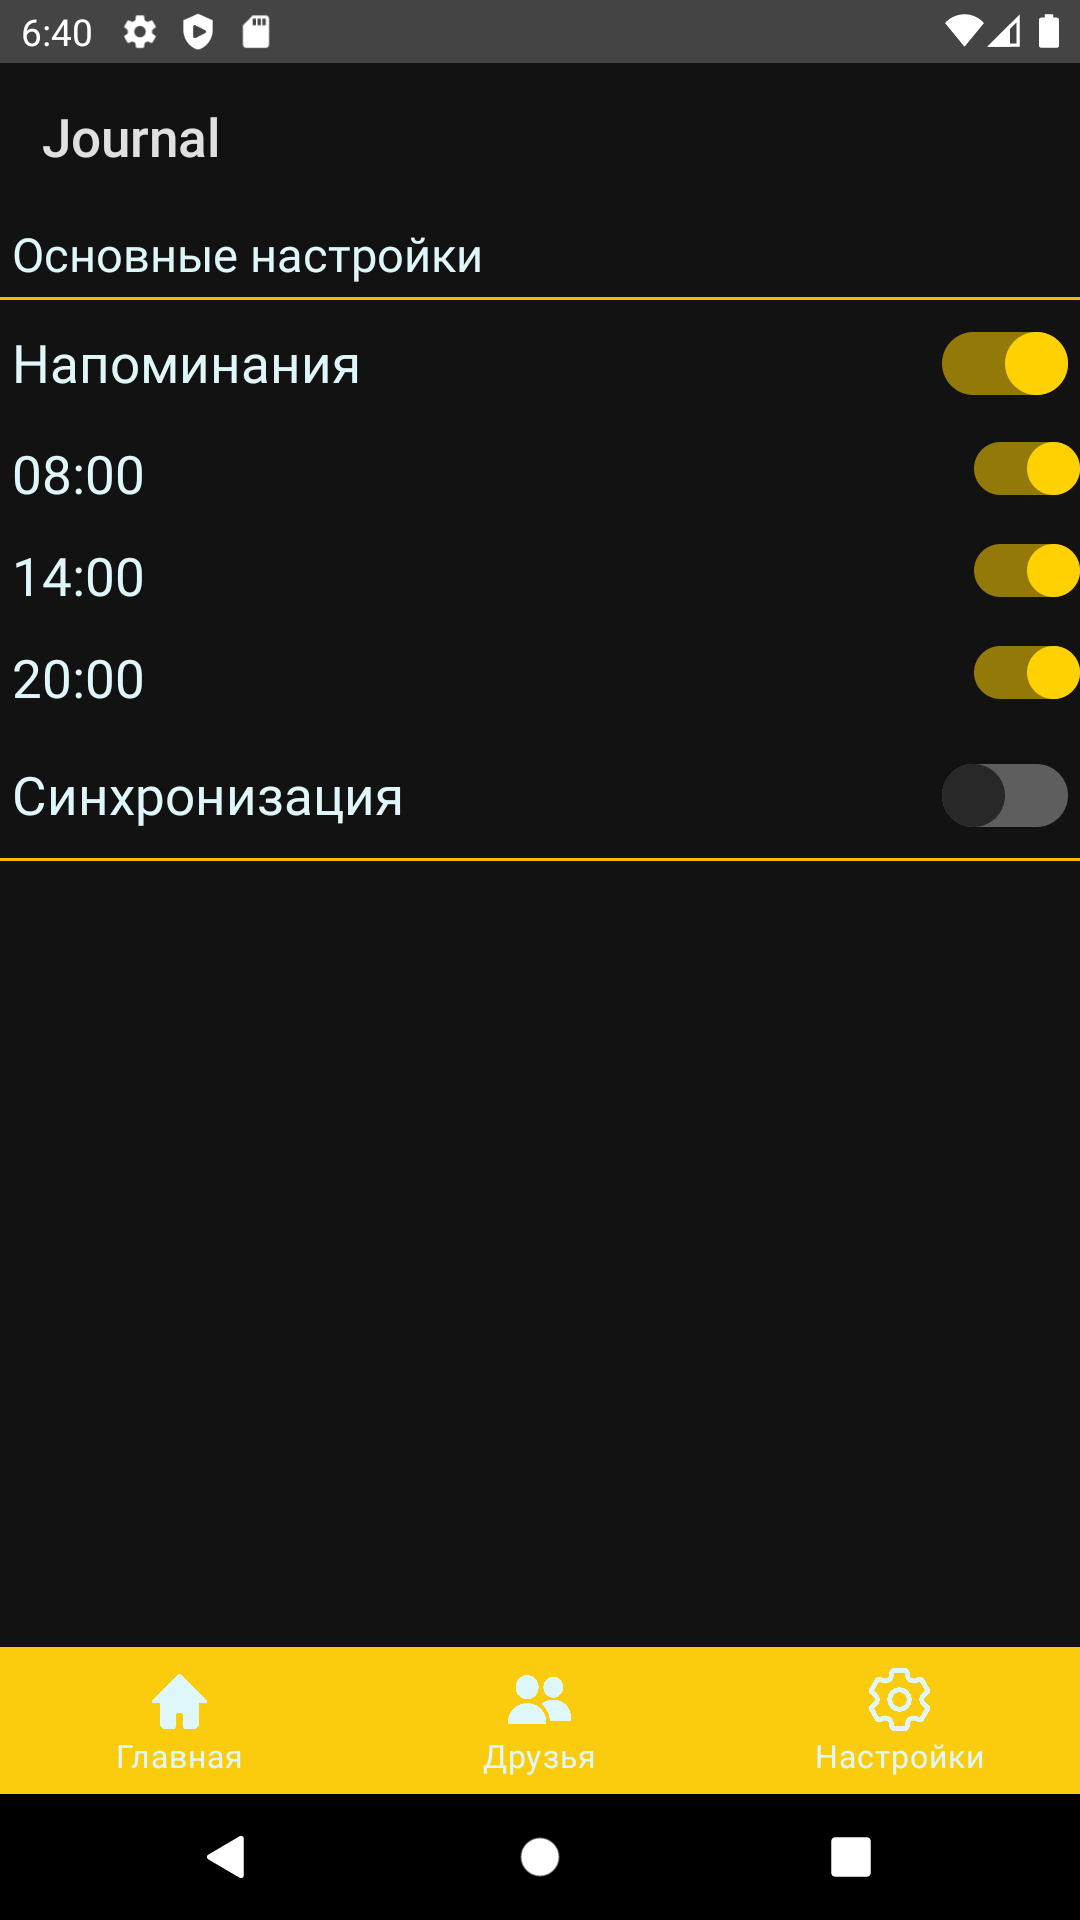 6:40
Journal
Основные настройки
Напоминания
08:00
14:00
20:00
Синхронизация
Главная Друзья Настройки